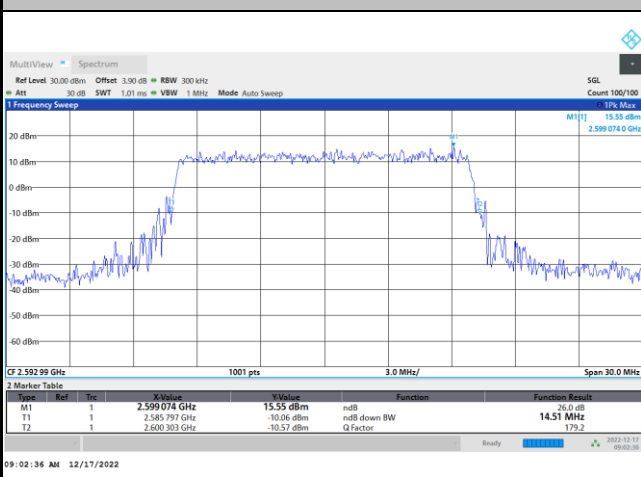 MultiView Spectrum
Ref Level 30.00 dBm Offset 3.90 dB RBW 300 kHz SGL
Att 30 dB SWT 1.01 ms VBW 1 MHz Mode Auto Sweep Count 100/100
1 Frequency Sweep 1Pk Max
M1[1] 15.55 dBm
2.599 074 0 GHz
M1
20 dBm
10 dBm
0 dBm
-10 dBm
-20 dBm
-30 dBm
-40 dBm
-50 dBm
-60 dBm
CF 2.592 99 GHz 1001 pts 3.0 MHz/ Span 30.0 MHz
2 Marker Table
Type Ref Trc X-Value Y-Value Function Function Result
M1 1 2.599 074 GHz 15.55 dBm ndB 26.0 dB
T1 1 2.585 797 GHz -10.06 dBm ndB down BW 14.51 MHz
T2 1 2.600 303 GHz -10.57 dBm Q Factor 179.2
Ready 2022-12-17
09:02:36
09:02:36 AM 12/17/2022